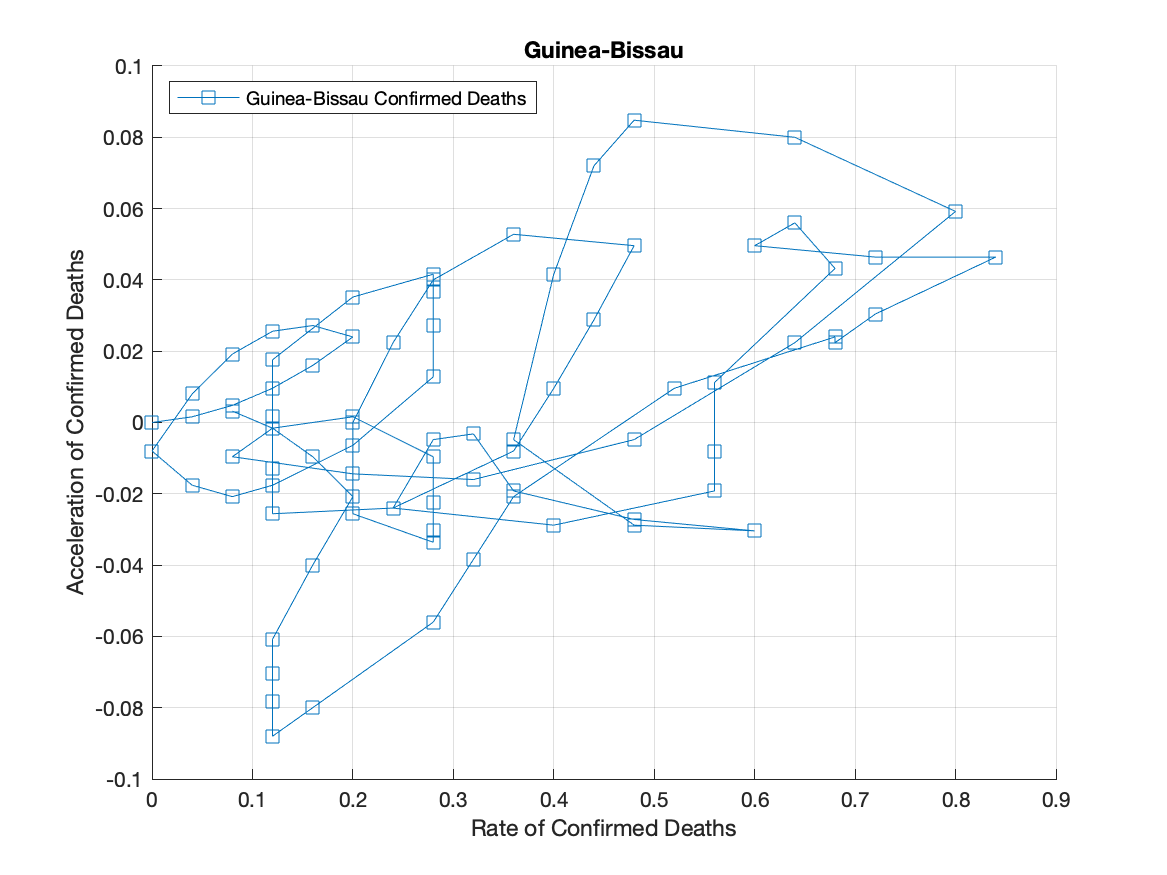 Guinea-Bissau
Guinea-Bissau Confirmed Deaths
Acceleration of Confirmed Deaths
0.1
0.08
0.06
0.04
0.02
0
-0.02
-0.04
-0.06
-0.08
-0.1
0 0.1 0.2 0.3 0.4 0.5 0.6 0.7 0.8 0.9
Rate of Confirmed Deaths